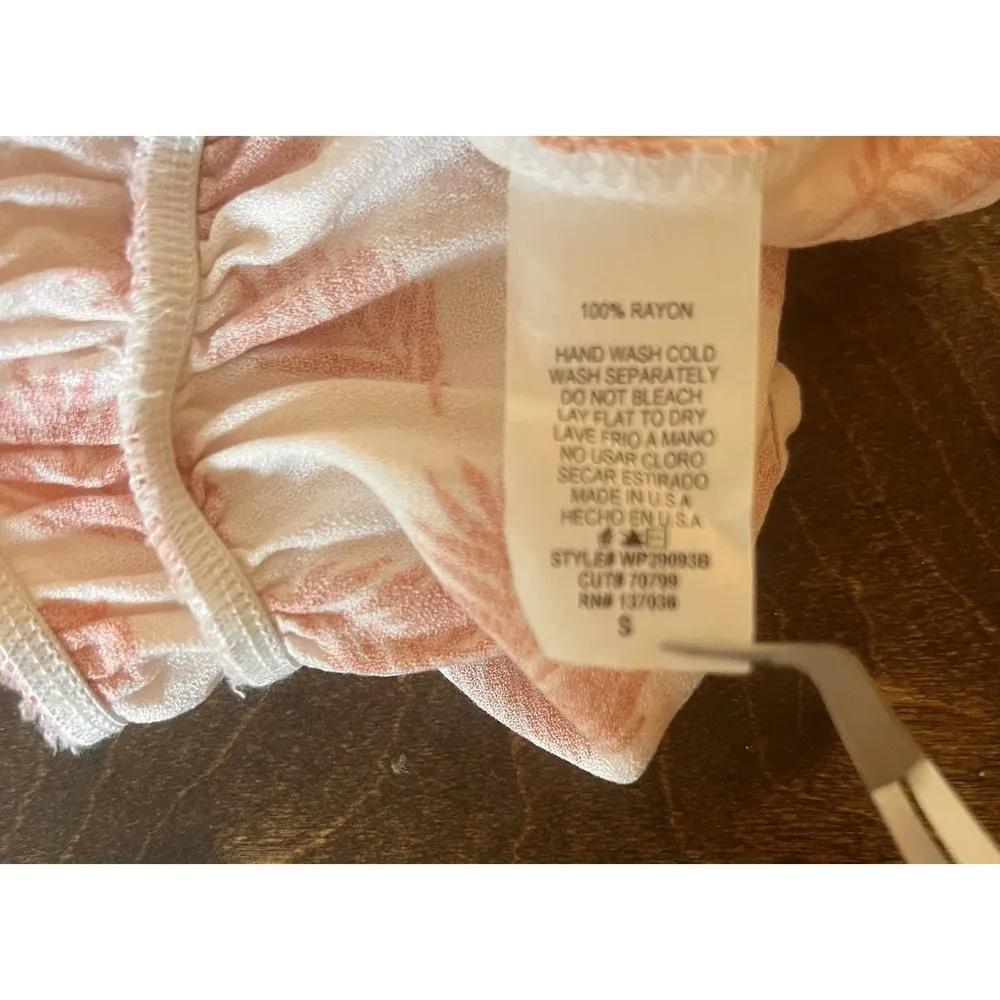 100% RAYON
HAND WASH COLD
WASH SEPARATELY
DO NOT BLEACH
LAY FLAT TO DRY
LAVE FRIO A MANO
NO USAR CLORO
SECAR ESTIRADO
MADE IN U.S.A
HECHO EN U.S.A
STYLE# WP29093B
CUT# 70799
RN# 137038
S